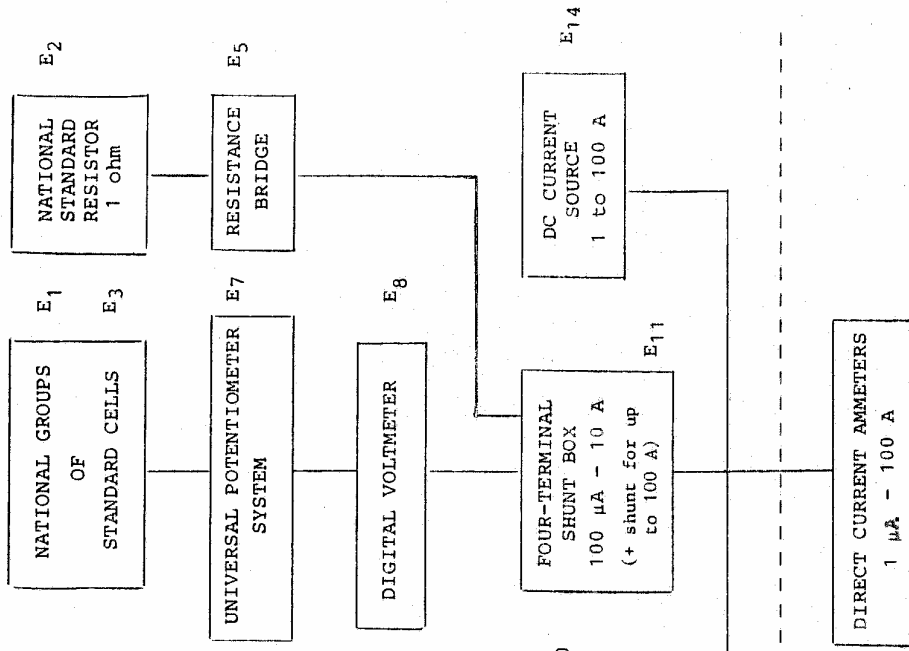 NATIONAL GROUPS
OF
STANDARD CELLS
E1
E3
NATIONAL
STANDARD
RESISTOR
1 ohm
E2
UNIVERSAL POTENTIOMETER
SYSTEM
E7
RESISTANCE
BRIDGE
E5
DIGITAL VOLTMETER
E8
FOUR-TERMINAL
SHUNT BOX
100 μA - 10 A
(+ shunt for up
to 100 A)
E11
DC CURRENT
SOURCE
1 to 100 A
E14
DIRECT CURRENT AMMETERS
1 μA - 100 A